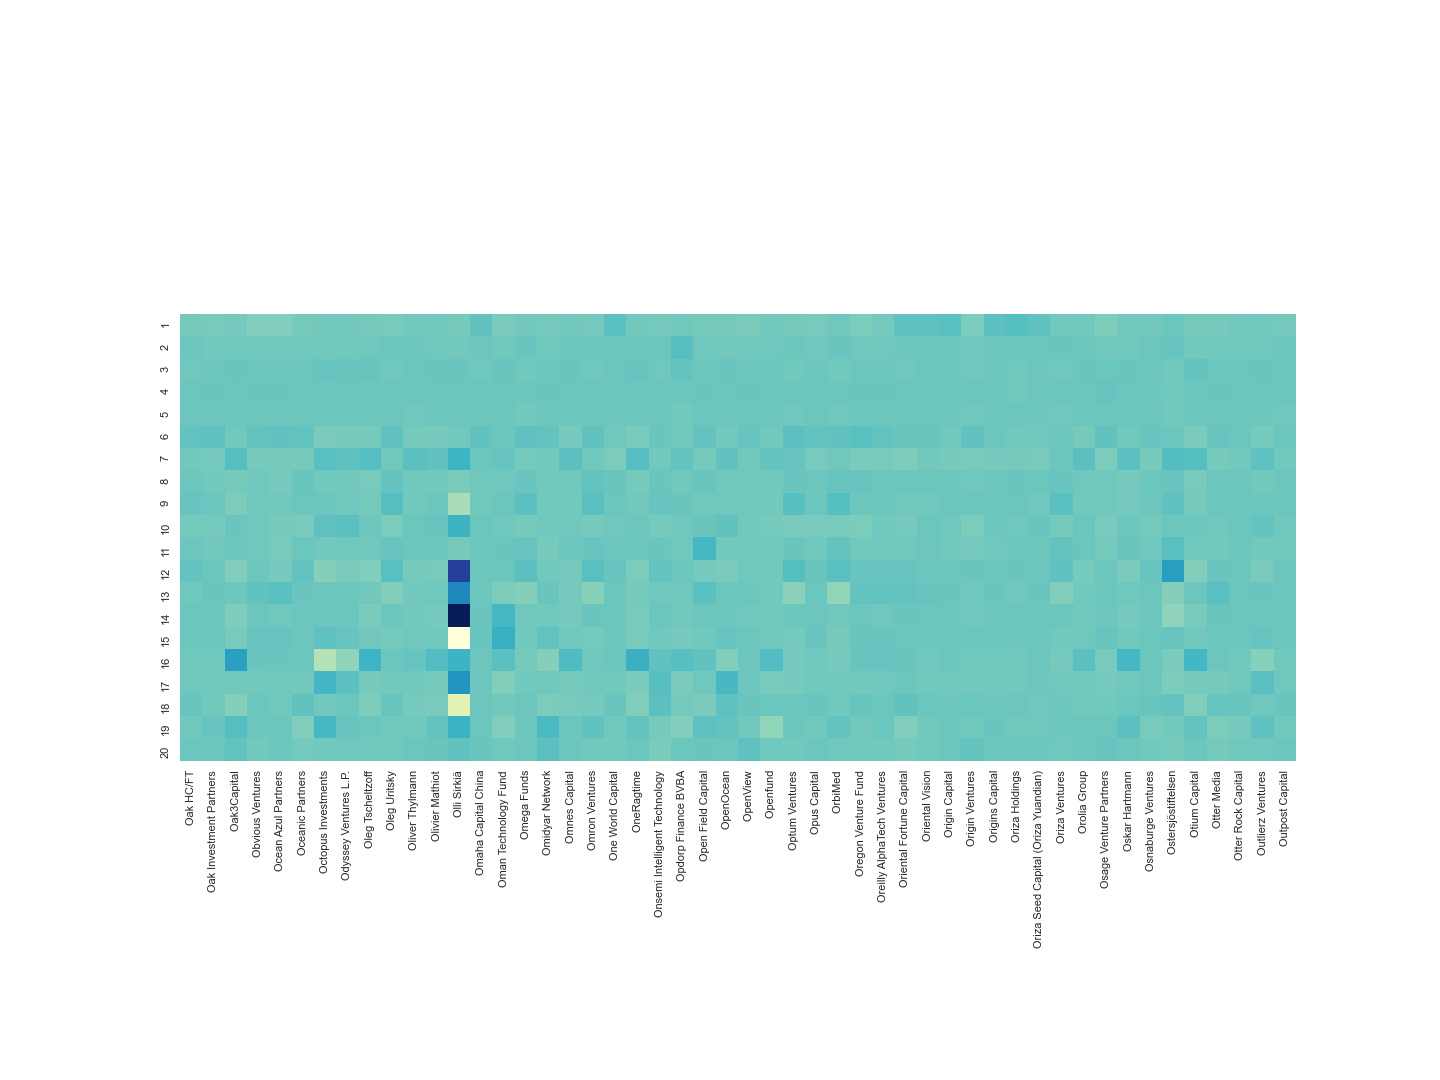 1
2
3
4
5
6
7
8
9
10
11
12
13
14
15
16
17
18
19
20
Oak HC/FT
Oak Investment Partners
Oak3Capital
Obvious Ventures
Ocean Azul Partners
Oceanic Partners
Octopus Investments
Odyssey Ventures L.P.
Oleg Tscheltzoff
Oleg Uritsky
Oliver Thylmann
Olivier Mathiot
Olli Sirkiä
Omaha Capital China
Oman Technology Fund
Omega Funds
Omidyar Network
Omnes Capital
Omron Ventures
One World Capital
OneRagtime
Onsemi Intelligent Technology
Opdorp Finance BVBA
Open Field Capital
OpenOcean
OpenView
Openfund
Optum Ventures
Opus Capital
OrbiMed
Oregon Venture Fund
Oreilly AlphaTech Ventures
Oriental Fortune Capital
Oriental Vision
Origin Capital
Origin Ventures
Origins Capital
Oriza Holdings
Oriza Seed Capital (Oriza Yuandian)
Oriza Ventures
Orolia Group
Osage Venture Partners
Oskar Hartmann
Osnaburge Ventures
Ostersjöstiftelsen
Otium Capital
Otter Media
Otter Rock Capital
Outlierz Ventures
Outpost Capital